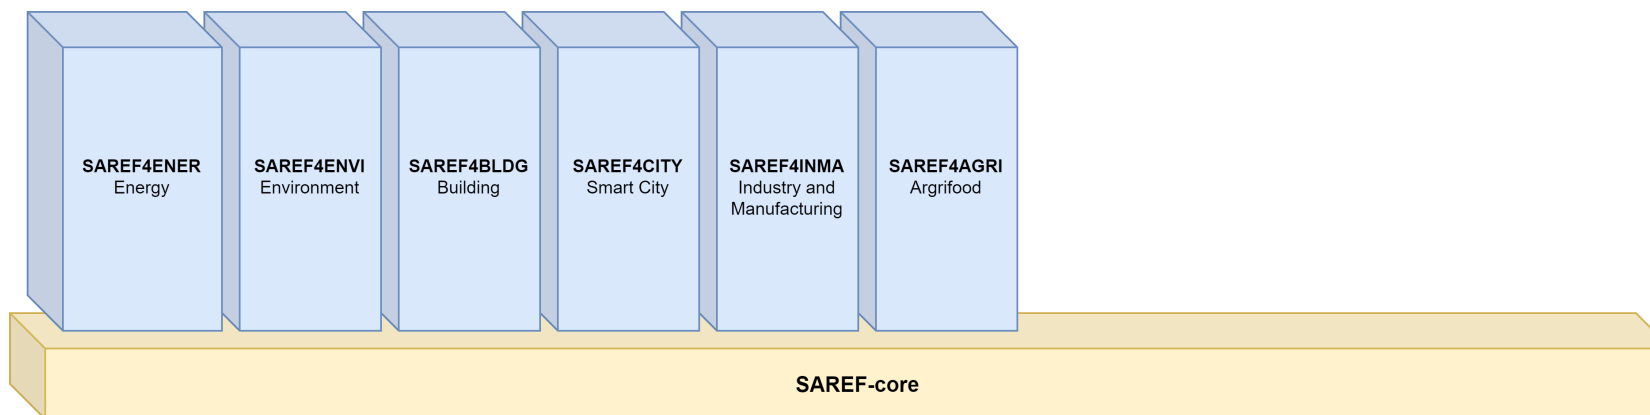 SAREF4ENER
Energy
SAREF4ENVI
Environment
SAREF4BLDG
Building
SAREF4CITY
Smart City
SAREF4INMA
Industry and
Manufacturing
SAREF4AGRI
Argrifood
SAREF-core